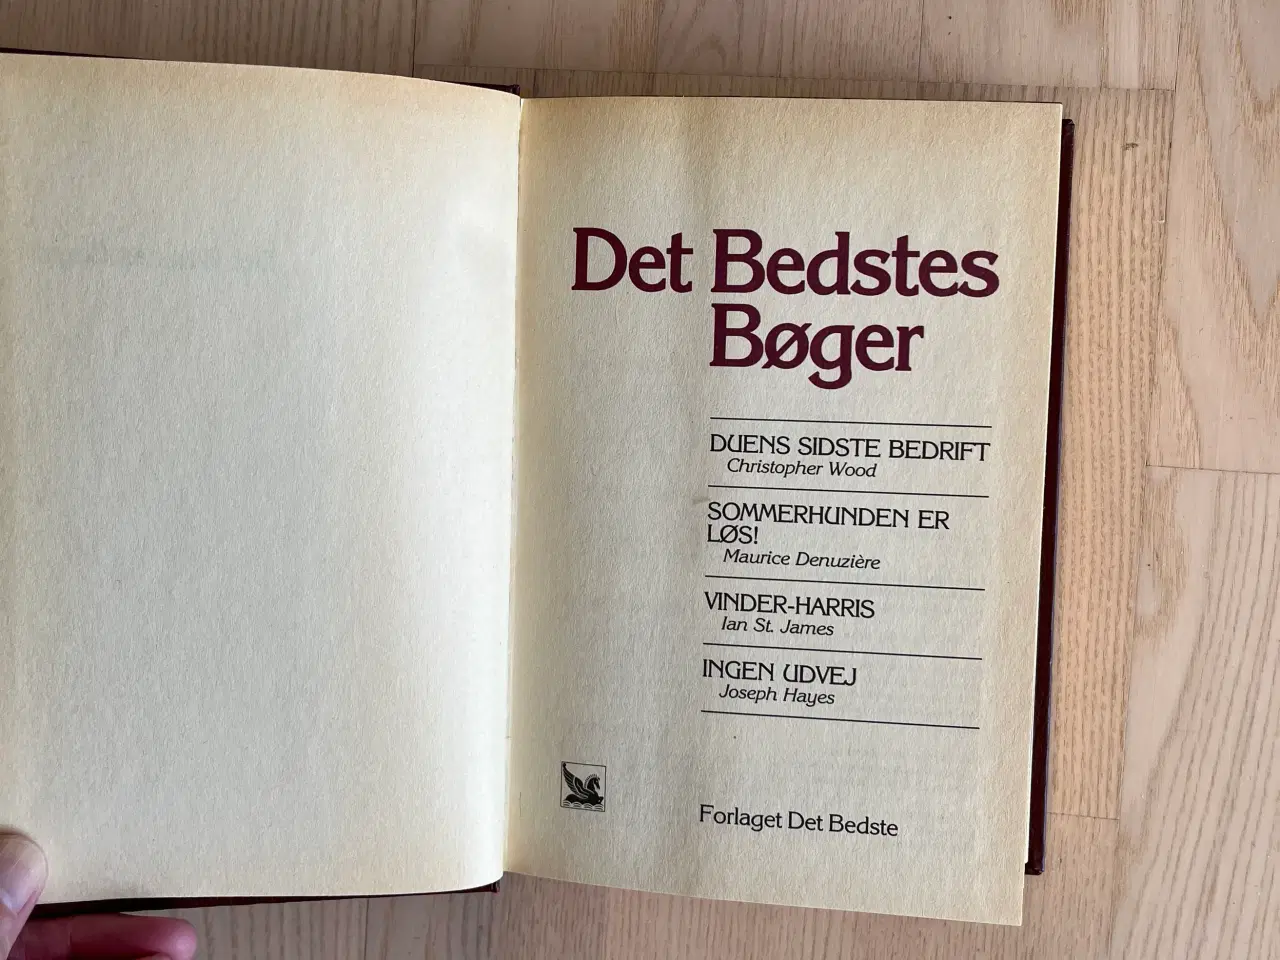 Det Bedstes
Bøger
DUENS SIDSTE BEDRIFT
Christopher Wood
SOMMERHUNDEN ER
LØS!
Maurice Denuzière
VINDER-HARRIS
Ian St. James
INGEN UDVEJ
Joseph Hayes
Forlaget Det Bedste